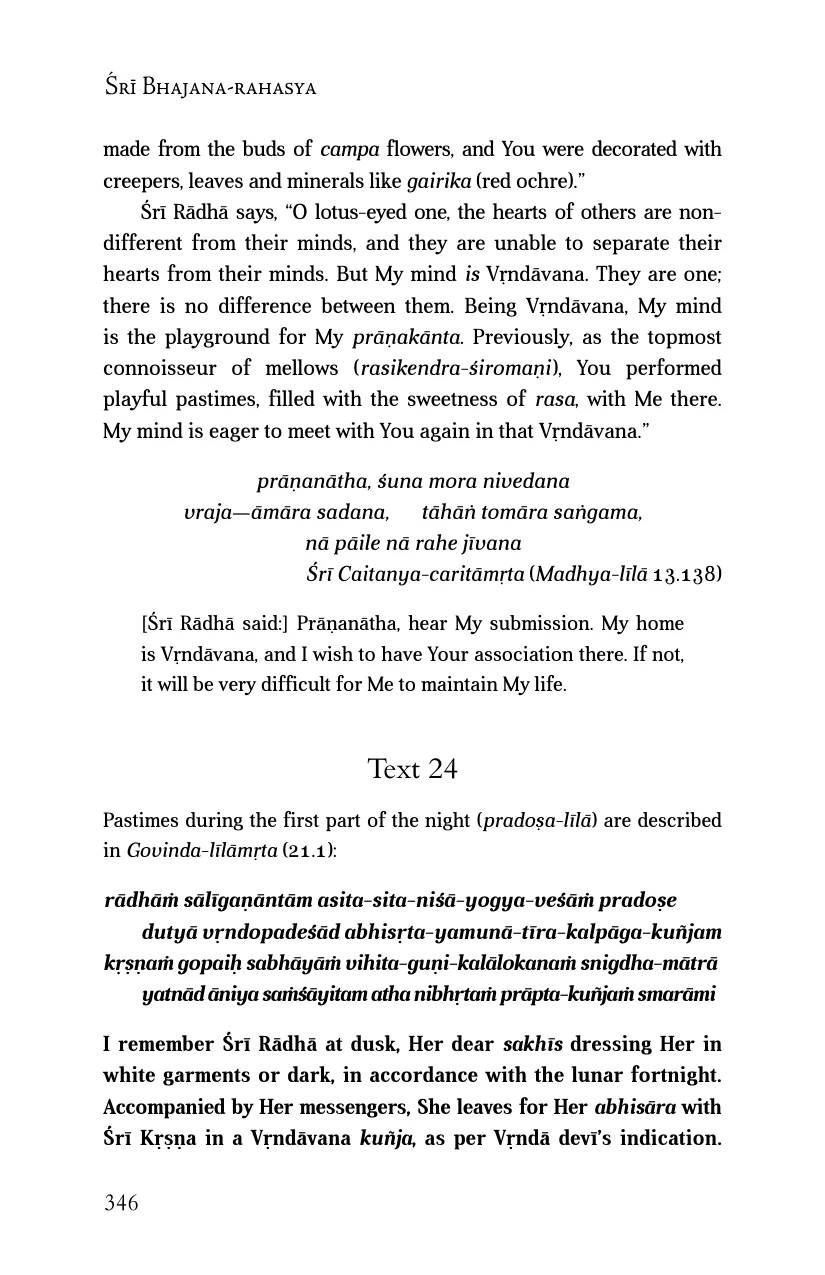 Śrī Bhajana-rahasya
made from the buds of campa flowers, and You were decorated with
creepers, leaves and minerals like gairika (red ochre).”
Śrī Rādhā says, “O lotus-eyed one, the hearts of others are non-
different from their minds, and they are unable to separate their
hearts from their minds. But My mind is Vṛndāvana. They are one;
there is no difference between them. Being Vṛndāvana, My mind
is the playground for My prāṇakānta. Previously, as the topmost
connoisseur of mellows (rasikendra-śiromaṇi), You performed
playful pastimes, filled with the sweetness of rasa, with Me there.
My mind is eager to meet with You again in that Vṛndāvana.”
prāṇanātha, śuna mora nivedana
vraja—āmāra sadana, tāhāṅ tomāra saṅgama,
nā pāile nā rahe jīvana
Śrī Caitanya-caritāmṛta (Madhya-līlā 13.138)
[Śrī Rādhā said:] Prāṇanātha, hear My submission. My home
is Vṛndāvana, and I wish to have Your association there. If not,
it will be very difficult for Me to maintain My life.
Text 24
Pastimes during the first part of the night (pradoṣa-līlā) are described
in Govinda-līlāmṛta (21.1):
rādhāṁ sālīgaṇāntām asita-sita-niśā-yogya-veśāṁ pradoṣe
dutyā vṛndopadeśād abhisṛta-yamunā-tīra-kalpāga-kuñjam
kṛṣṇaṁ gopaiḥ sabhāyāṁ vihita-guṇi-kalālokanaṁ snigdha-mātrā
yatnād āniya saṁśāyitam atha nibhṛtaṁ prāpta-kuñjaṁ smarāmi
I remember Śrī Rādhā at dusk, Her dear sakhīs dressing Her in
white garments or dark, in accordance with the lunar fortnight.
Accompanied by Her messengers, She leaves for Her abhisāra with
Śrī Kṛṣṇa in a Vṛndāvana kuñja, as per Vṛndā devī’s indication.
346